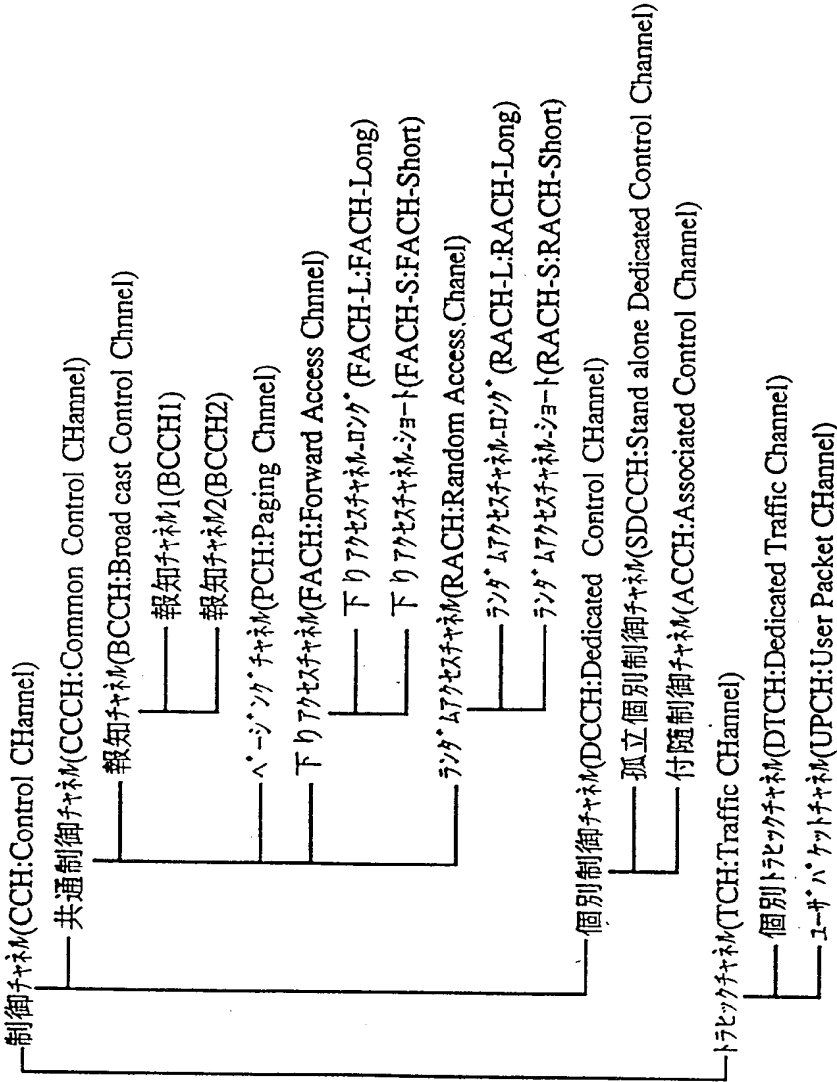 制御ﾁｬﾈﾙ(CCH:Control CHannel)
共通制御ﾁｬﾈﾙ(CCCH:Common Control CHannel)
報知ﾁｬﾈﾙ(BCCH:Broad cast Control Chnnel)
報知ﾁｬﾈﾙ1(BCCH1)
報知ﾁｬﾈﾙ2(BCCH2)
ﾍﾟｰｼﾞﾝｸﾞﾁｬﾈﾙ(PCH:Paging Chnnel)
下りｱｸｾｽﾁｬﾈﾙ(FACH:Forward Access Chnnel)
下りｱｸｾｽﾁｬﾈﾙ-ﾛﾝｸﾞ(FACH-L:FACH-Long)
下りｱｸｾｽﾁｬﾈﾙ-ｼｮｰﾄ(FACH-S:FACH-Short)
ﾗﾝﾀﾞﾑｱｸｾｽﾁｬﾈﾙ(RACH:Random Access,Chanel)
ﾗﾝﾀﾞﾑｱｸｾｽﾁｬﾈﾙ-ﾛﾝｸﾞ(RACH-L:RACH-Long)
ﾗﾝﾀﾞﾑｱｸｾｽﾁｬﾈﾙ-ｼｮｰﾄ(RACH-S:RACH-Short)
個別制御ﾁｬﾈﾙ(DCCH:Dedicated Control CHannel)
孤立個別制御ﾁｬﾈﾙ(SDCCH:Stand alone Dedicated Control Channel)
付随制御ﾁｬﾈﾙ(ACCH:Associated Control Channel)
ﾄﾗﾋｯｸﾁｬﾈﾙ(TCH:Traffic CHannel)
個別ﾄﾗﾋｯｸﾁｬﾈﾙ(DTCH:Dedicated Traffic Channel)
ﾕｰｻﾞﾊﾟｹｯﾄﾁｬﾈﾙ(UPCH:User Packet CHannel)